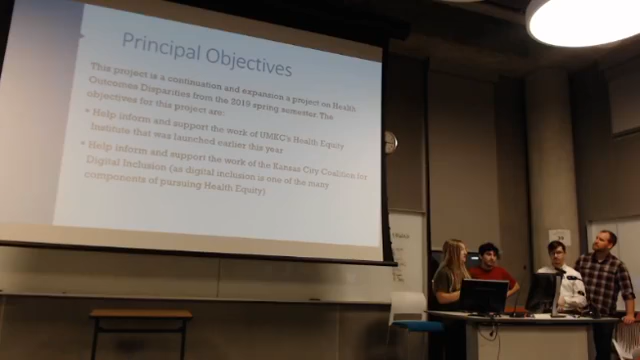 Principal Objectives
This project is a continuation and expansion a project on Health
Outcomes Disparities from the 2019 spring semester. The
objectives for this project are:
• Help inform and support the work of UMKC's Health Equity
Institute that was launched earlier this year
• Help inform and support the work of the Kansas City Coalition for
Digital Inclusion (as digital inclusion is one of the many
components of pursuing Health Equity)